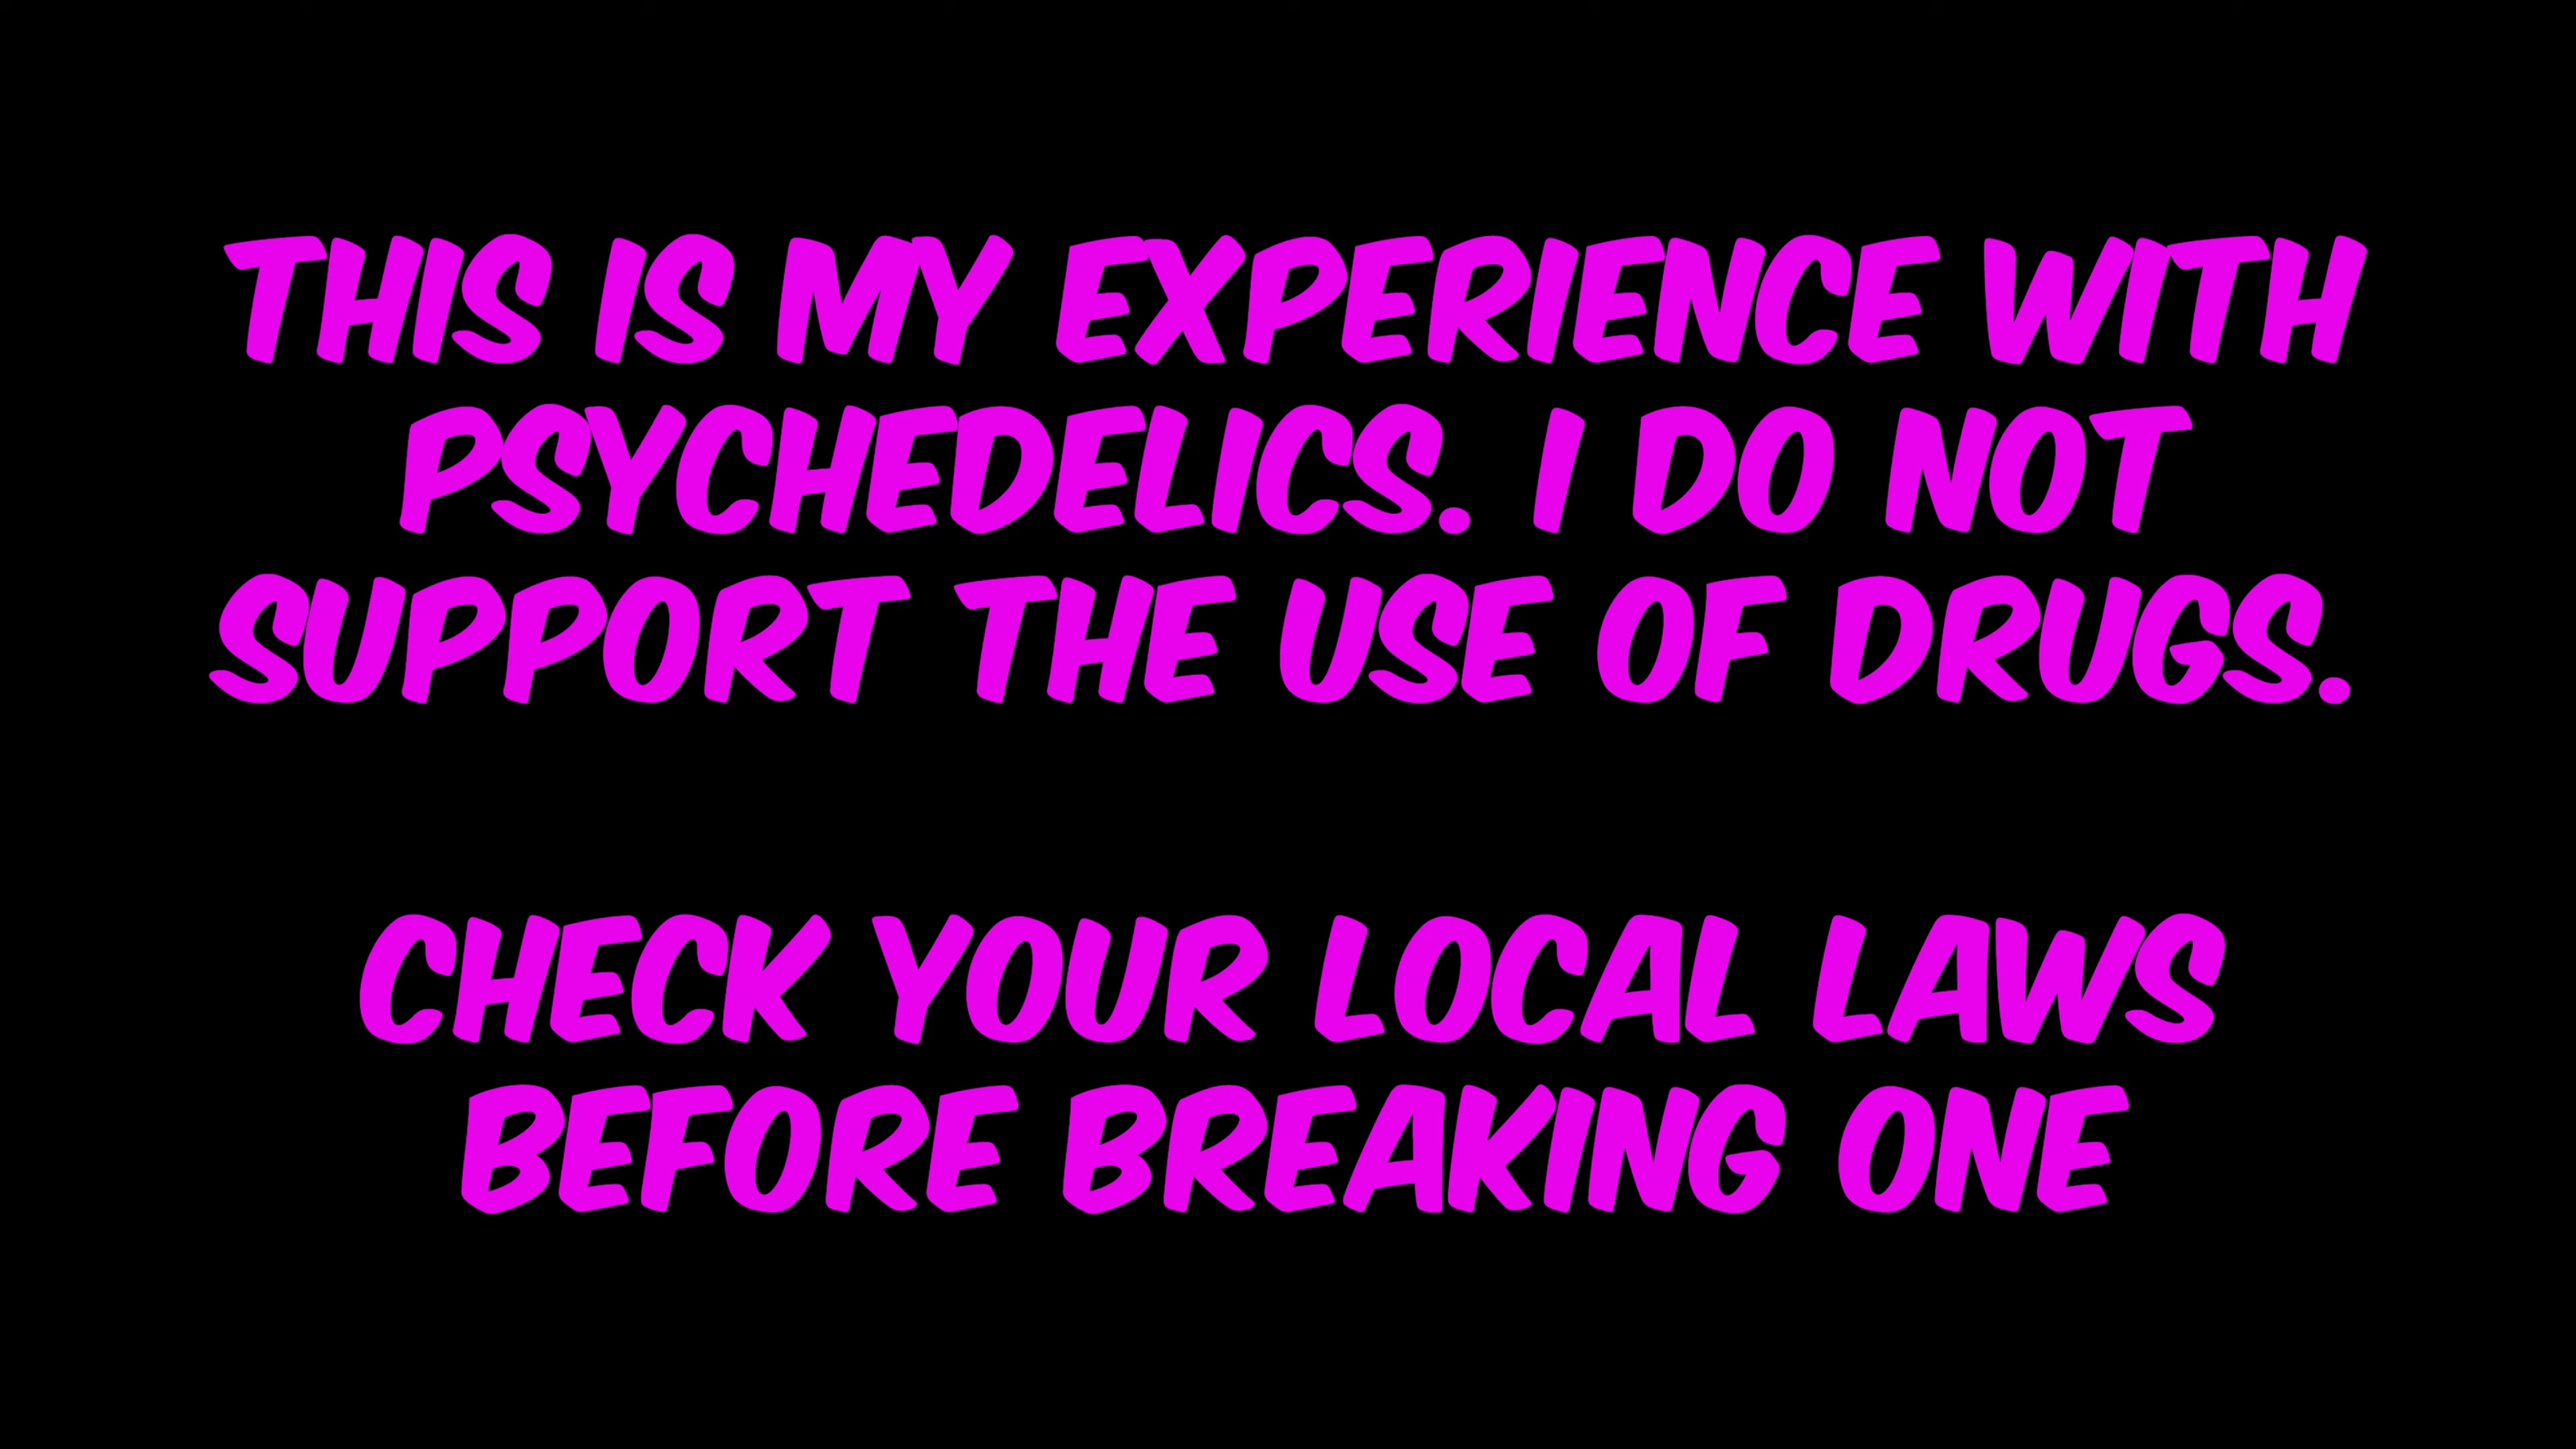 THIS IS MY EXPERIENCE WITH
PSYCHEDELICS. I DO NOT
SUPPORT THE USE OF DRUGS.
CHECK YOUR LOCAL LAWS
BEFORE BREAKING ONE